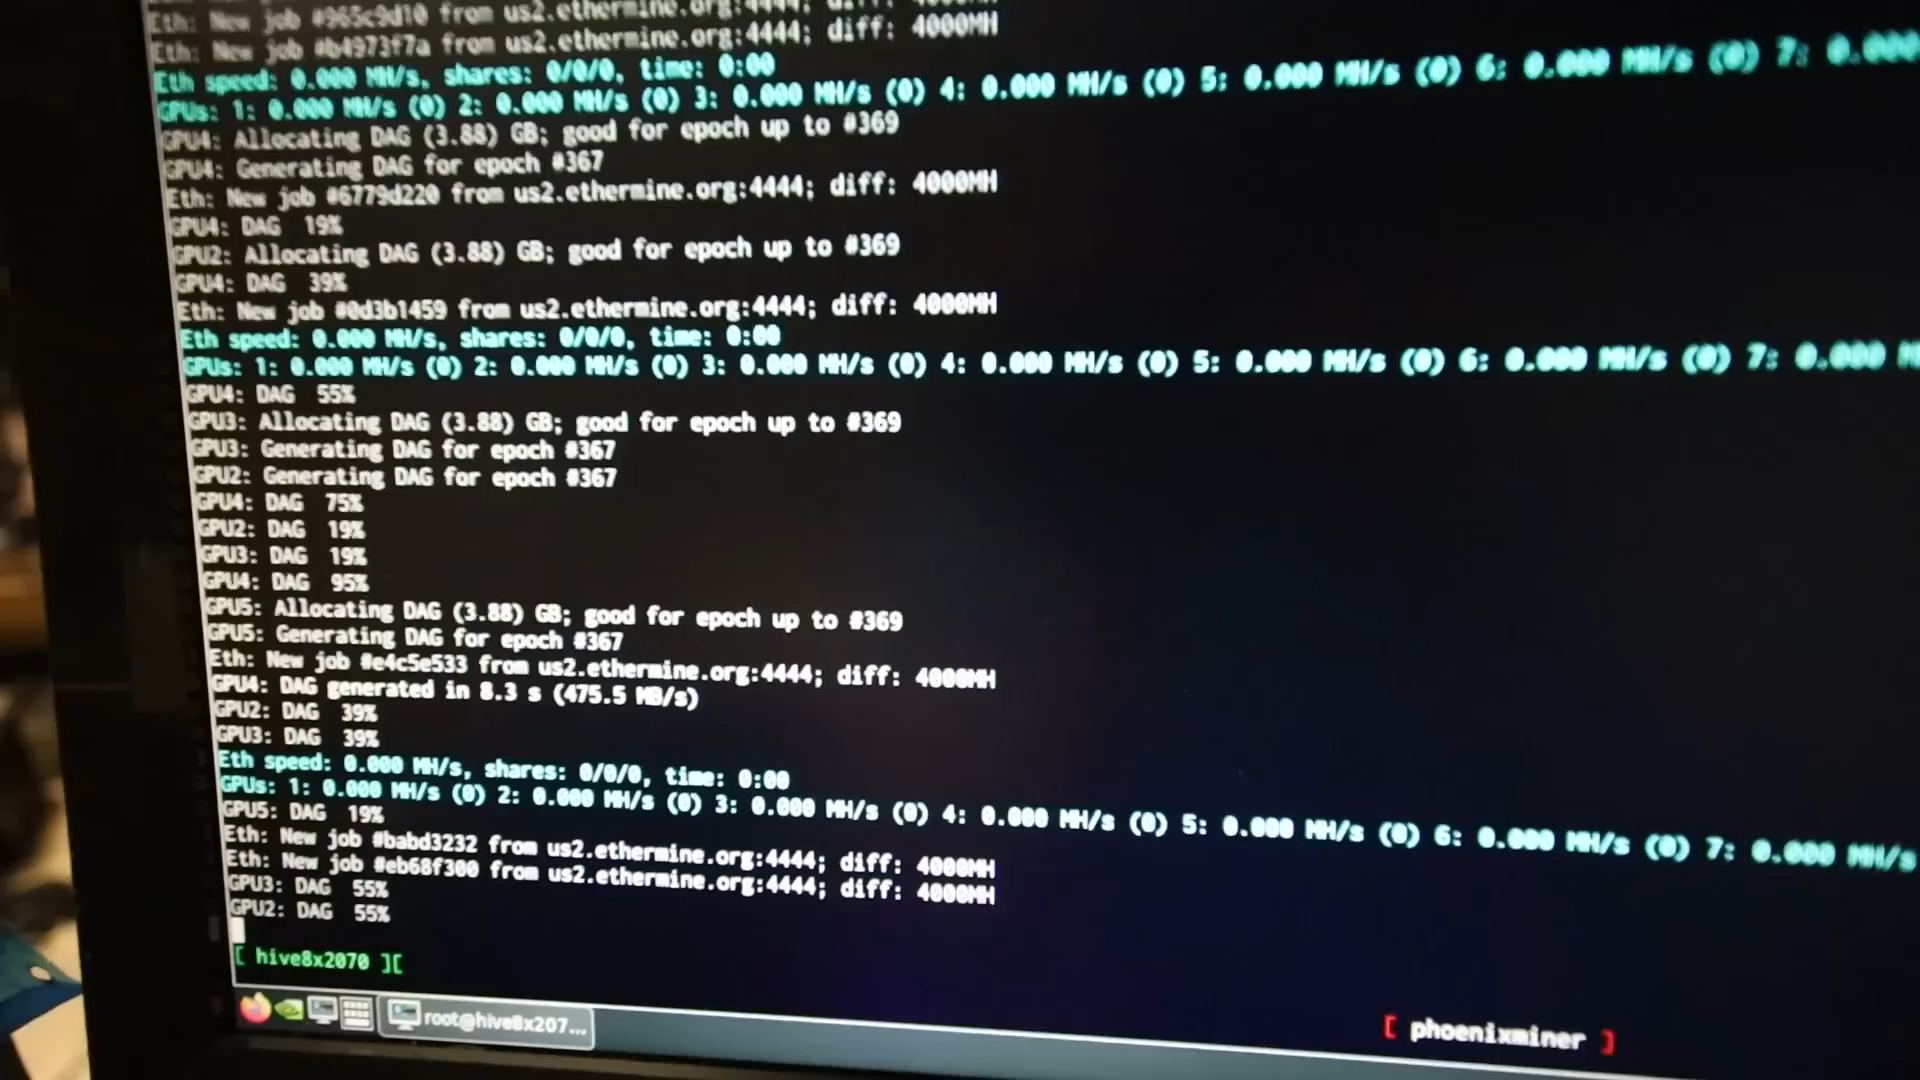 Eth: New job #965c9d10 from us2.ethermine.org:4444; diff: 4000MH
Eth: New job #b4973f7a from us2.ethermine.org:4444; diff: 4000MH
Eth speed: 0.000 MH/s, shares: 0/0/0, time: 0:00
GPUs: 1: 0.000 MH/s (0) 2: 0.000 MH/s (0) 3: 0.000 MH/s (0) 4: 0.000 MH/s (0) 5: 0.000 MH/s (0) 6: 0.000 MH/s (0) 7: 0.000
GPU4: Allocating DAG (3.88) GB; good for epoch up to #369
GPU4: Generating DAG for epoch #367
Eth: New job #6779d220 from us2.ethermine.org:4444; diff: 4000MH
GPU4: DAG 19%
GPU2: Allocating DAG (3.88) GB; good for epoch up to #369
GPU4: DAG 39%
Eth: New job #0d3b1459 from us2.ethermine.org:4444; diff: 4000MH
Eth speed: 0.000 MH/s, shares: 0/0/0, time: 0:00
GPUs: 1: 0.000 MH/s (0) 2: 0.000 MH/s (0) 3: 0.000 MH/s (0) 4: 0.000 MH/s (0) 5: 0.000 MH/s (0) 6: 0.000 MH/s (0) 7: 0.000 M
GPU4: DAG 55%
GPU3: Allocating DAG (3.88) GB; good for epoch up to #369
GPU3: Generating DAG for epoch #367
GPU2: Generating DAG for epoch #367
GPU4: DAG 75%
GPU2: DAG 19%
GPU3: DAG 19%
GPU4: DAG 95%
GPU5: Allocating DAG (3.88) GB; good for epoch up to #369
GPU5: Generating DAG for epoch #367
Eth: New job #e4c5e533 from us2.ethermine.org:4444; diff: 4000MH
GPU4: DAG generated in 8.3 s (475.5 MB/s)
GPU2: DAG 39%
GPU3: DAG 39%
Eth speed: 0.000 MH/s, shares: 0/0/0, time: 0:00
GPUs: 1: 0.000 MH/s (0) 2: 0.000 MH/s (0) 3: 0.000 MH/s (0) 4: 0.000 MH/s (0) 5: 0.000 MH/s (0) 6: 0.000 MH/s (0) 7: 0.000 MH/s
GPU5: DAG 19%
Eth: New job #babd3232 from us2.ethermine.org:4444; diff: 4000MH
Eth: New job #eb68f300 from us2.ethermine.org:4444; diff: 4000MH
GPU3: DAG 55%
GPU2: DAG 55%
[ hive8x2070 ][
root@hive8x207...
[ phoenixminer ]